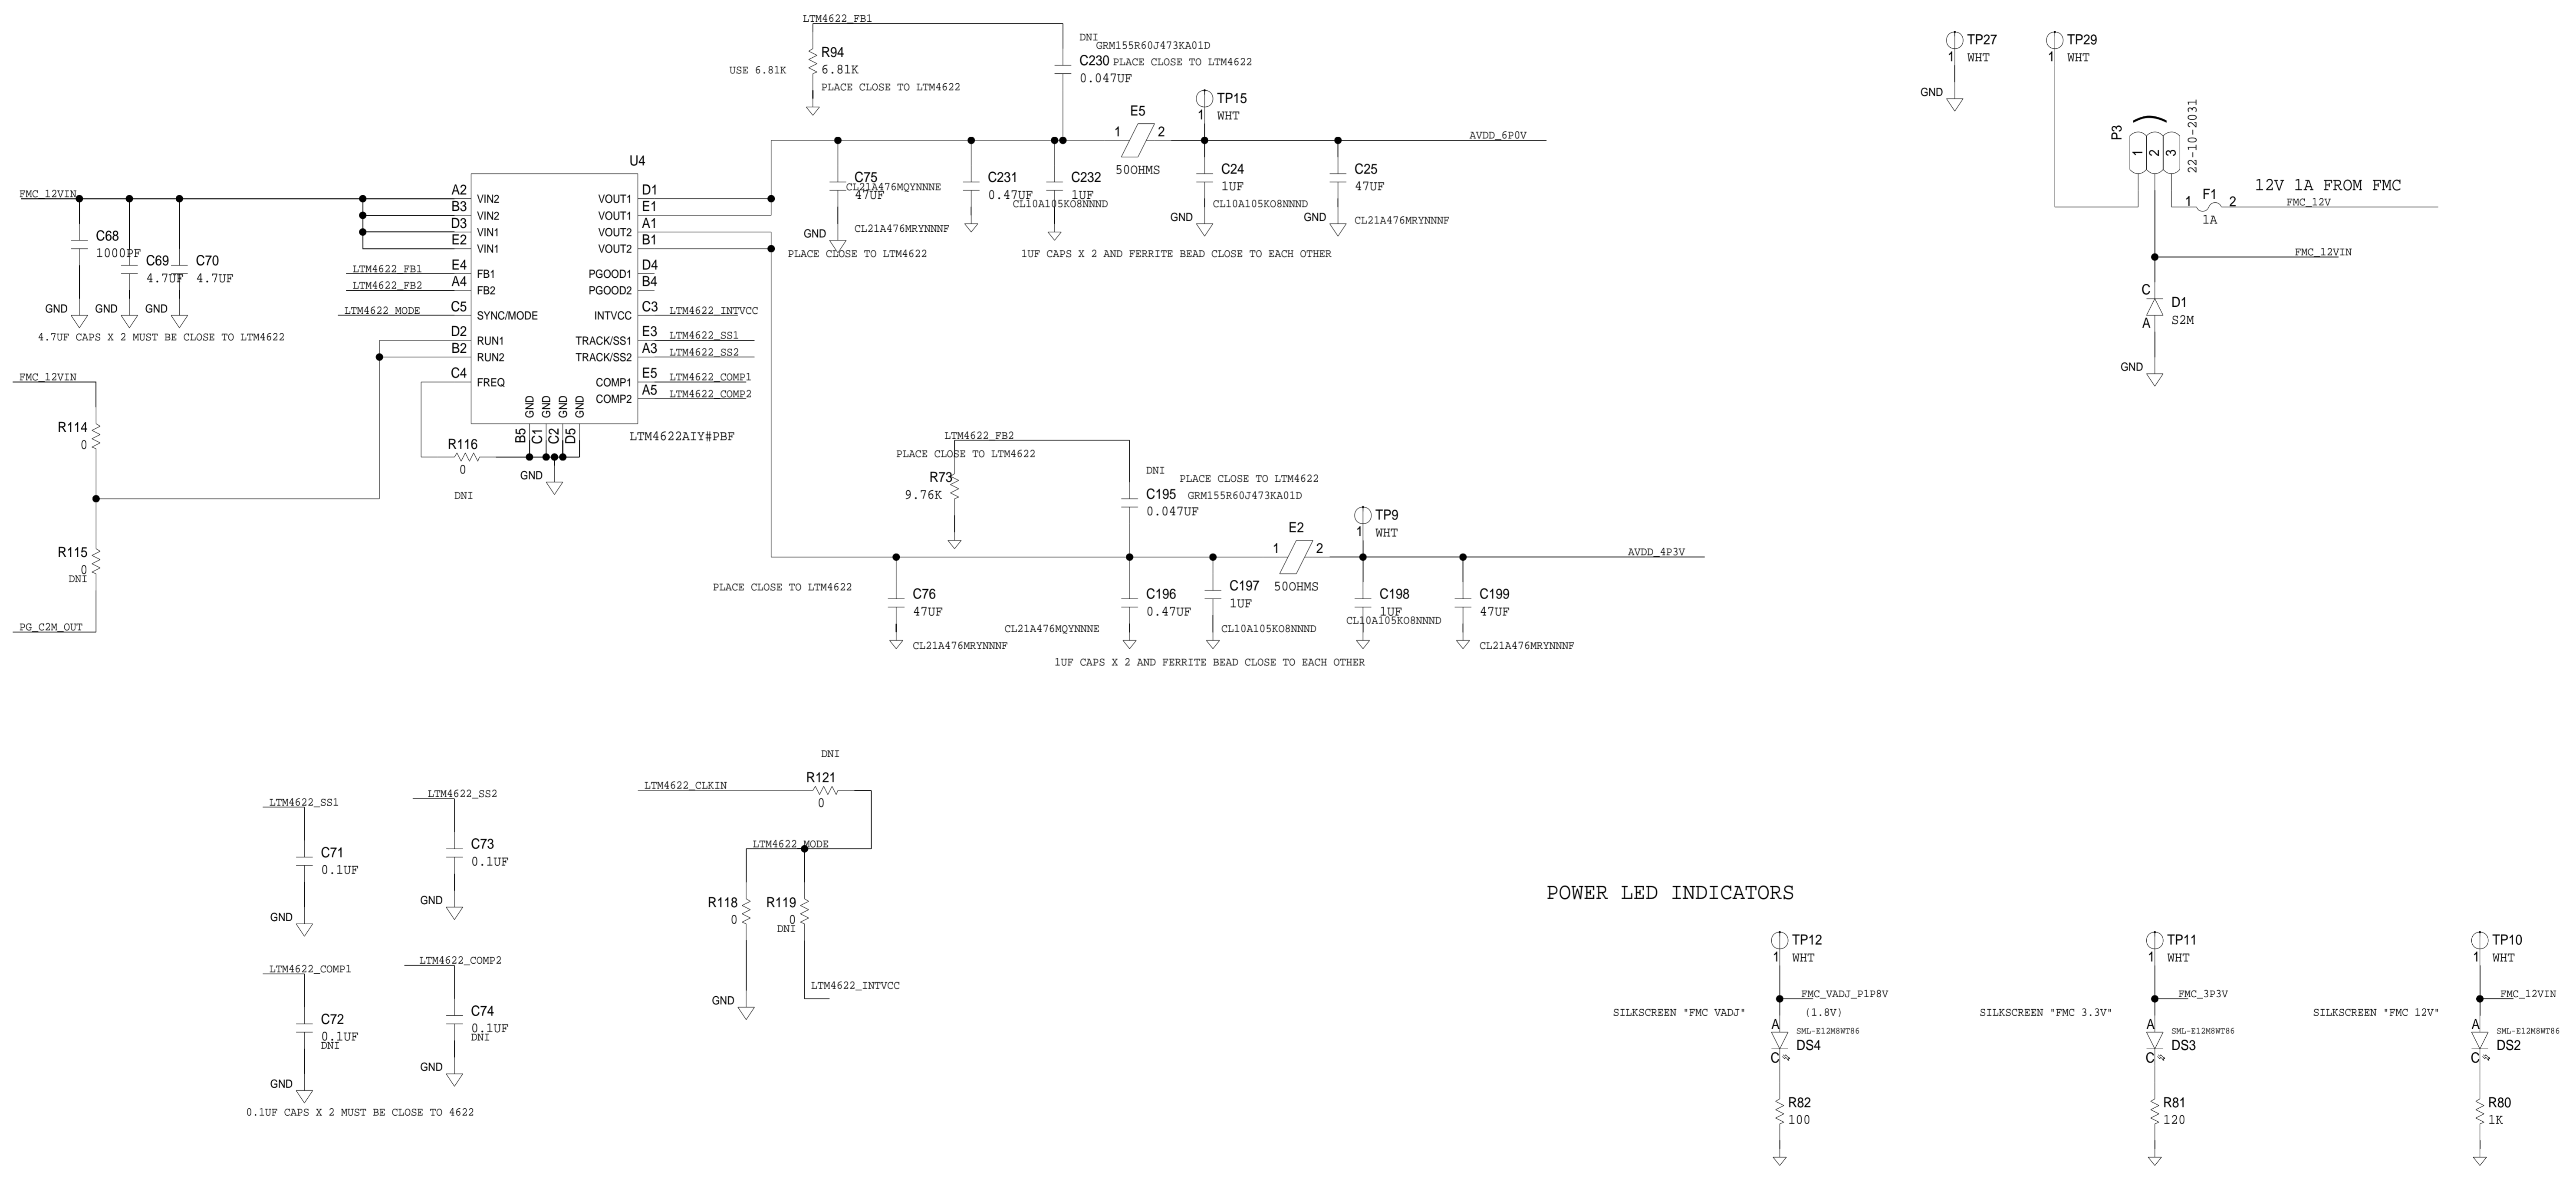 LTM4622_FB1
R94
USE 6.81K
6.81K
PLACE CLOSE TO LTM4622
DNI
GRM155R60J473KA01D
C230
PLACE CLOSE TO LTM4622
0.047UF
TP15
1
WHT
E5
1
2
50OHMS
AVDD_6P0V
C75
CL21A476MQYNNNE
47UF
GND
CL21A476MRYNNNF
PLACE CLOSE TO LTM4622
C231
0.47UF
C232
1UF
CL10A105KO8NNND
C24
1UF
CL10A105KO8NNND
GND
C25
47UF
GND
CL21A476MRYNNNF
1UF CAPS X 2 AND FERRITE BEAD CLOSE TO EACH OTHER
TP27
1
WHT
GND
TP29
1
WHT
P3
1
2
3
22-10-2031
12V 1A FROM FMC
F1
1
2
1A
FMC_12V
FMC_12VIN
C
D1
S2M
A
GND
FMC_12VIN
C68
1000PF
GND
C69
4.7UF
GND
C70
4.7UF
GND
4.7UF CAPS X 2 MUST BE CLOSE TO LTM4622
U4
A2
VIN2
B3
VIN2
D3
VIN1
E2
VIN1
LTM4622_FB1
E4
FB1
LTM4622_FB2
A4
FB2
LTM4622_MODE
C5
SYNC/MODE
D2
RUN1
B2
RUN2
C4
FREQ
VOUT1
D1
VOUT1
E1
VOUT2
A1
VOUT2
B1
PGOOD1
D4
PGOOD2
B4
INTVCC
C3
LTM4622_INTVCC
TRACK/SS1
E3
LTM4622_SS1
TRACK/SS2
A3
LTM4622_SS2
COMP1
E5
LTM4622_COMP1
COMP2
A5
LTM4622_COMP2
GND
GND
GND
GND
B5
C1
C2
D5
LTM4622AIY#PBF
R116
0
GND
DNI
FMC_12VIN
R114
0
R115
0
DNI
PG_C2M_OUT
LTM4622_FB2
PLACE CLOSE TO LTM4622
R73
9.76K
DNI
PLACE CLOSE TO LTM4622
C195
GRM155R60J473KA01D
0.047UF
TP9
1
WHT
E2
1
2
50OHMS
AVDD_4P3V
PLACE CLOSE TO LTM4622
C76
47UF
CL21A476MRYNNNF
C196
0.47UF
CL21A476MQYNNNE
C197
1UF
CL10A105KO8NNND
C198
1UF
CL10A105KO8NNND
C199
47UF
CL21A476MRYNNNF
1UF CAPS X 2 AND FERRITE BEAD CLOSE TO EACH OTHER
LTM4622_SS1
C71
0.1UF
GND
LTM4622_SS2
C73
0.1UF
GND
LTM4622_COMP1
C72
0.1UF
DNI
GND
LTM4622_COMP2
C74
0.1UF
DNI
GND
0.1UF CAPS X 2 MUST BE CLOSE TO 4622
DNI
LTM4622_CLKIN
R121
0
LTM4622_MODE
R118
0
R119
0
DNI
GND
LTM4622_INTVCC
POWER LED INDICATORS
TP12
1
WHT
FMC_VADJ_P1P8V
SILKSCREEN "FMC VADJ"
(1.8V)
A
SML-E12M8WT86
DS4
C
R82
100
TP11
1
WHT
FMC_3P3V
SILKSCREEN "FMC 3.3V"
A
SML-E12M8WT86
DS3
C
R81
120
TP10
1
WHT
FMC_12VIN
SILKSCREEN "FMC 12V"
A
SML-E12M8WT86
DS2
C
R80
1K